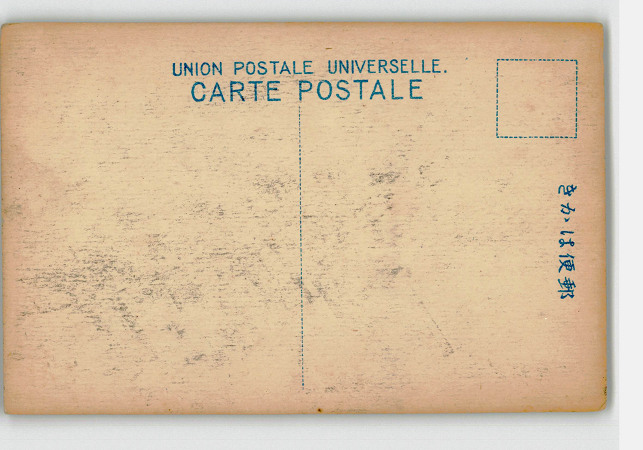 UNION POSTALE UNIVERSELLE.
CARTE POSTALE
きかは便郵